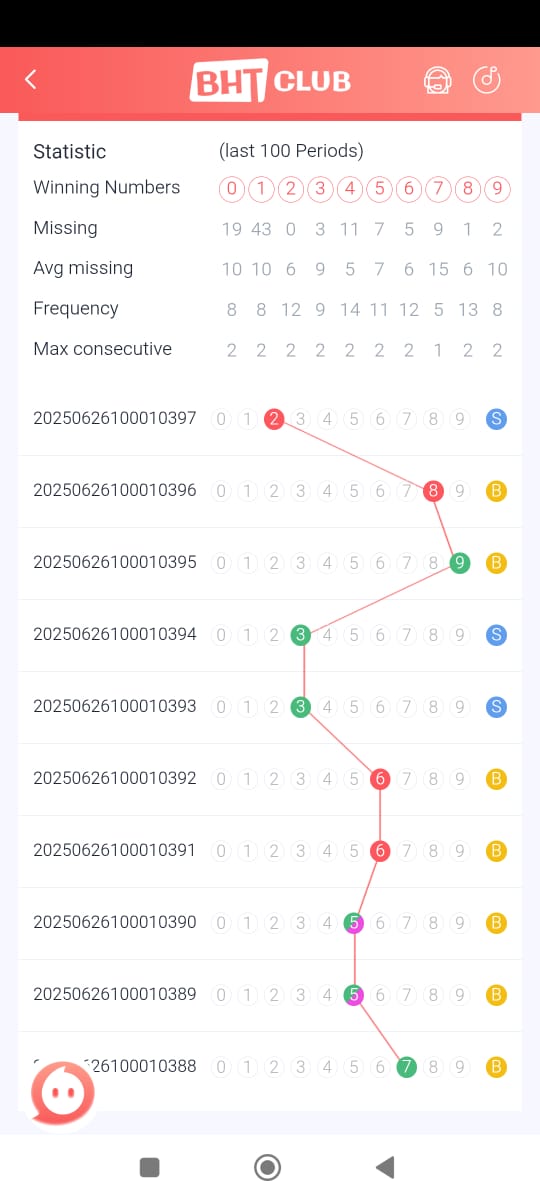 BHT CLUB
Statistic (last 100 Periods)
Winning Numbers 0 1 2 3 4 5 6 7 8 9
Missing 19 43 0 3 11 7 5 9 1 2
Avg missing 10 10 6 9 5 7 6 15 6 10
Frequency 8 8 12 9 14 11 12 5 13 8
Max consecutive 2 2 2 2 2 2 2 1 2 2
20250626100010397 0 1 2 3 4 5 6 7 8 9 S
20250626100010396 0 1 2 3 4 5 6 7 8 9 B
20250626100010395 0 1 2 3 4 5 6 7 8 9 B
20250626100010394 0 1 2 3 4 5 6 7 8 9 S
20250626100010393 0 1 2 3 4 5 6 7 8 9 S
20250626100010392 0 1 2 3 4 5 6 7 8 9 B
20250626100010391 0 1 2 3 4 5 6 7 8 9 B
20250626100010390 0 1 2 3 4 5 6 7 8 9 B
20250626100010389 0 1 2 3 4 5 6 7 8 9 B
0 1 2 3 4 5 6 7 8 9 B